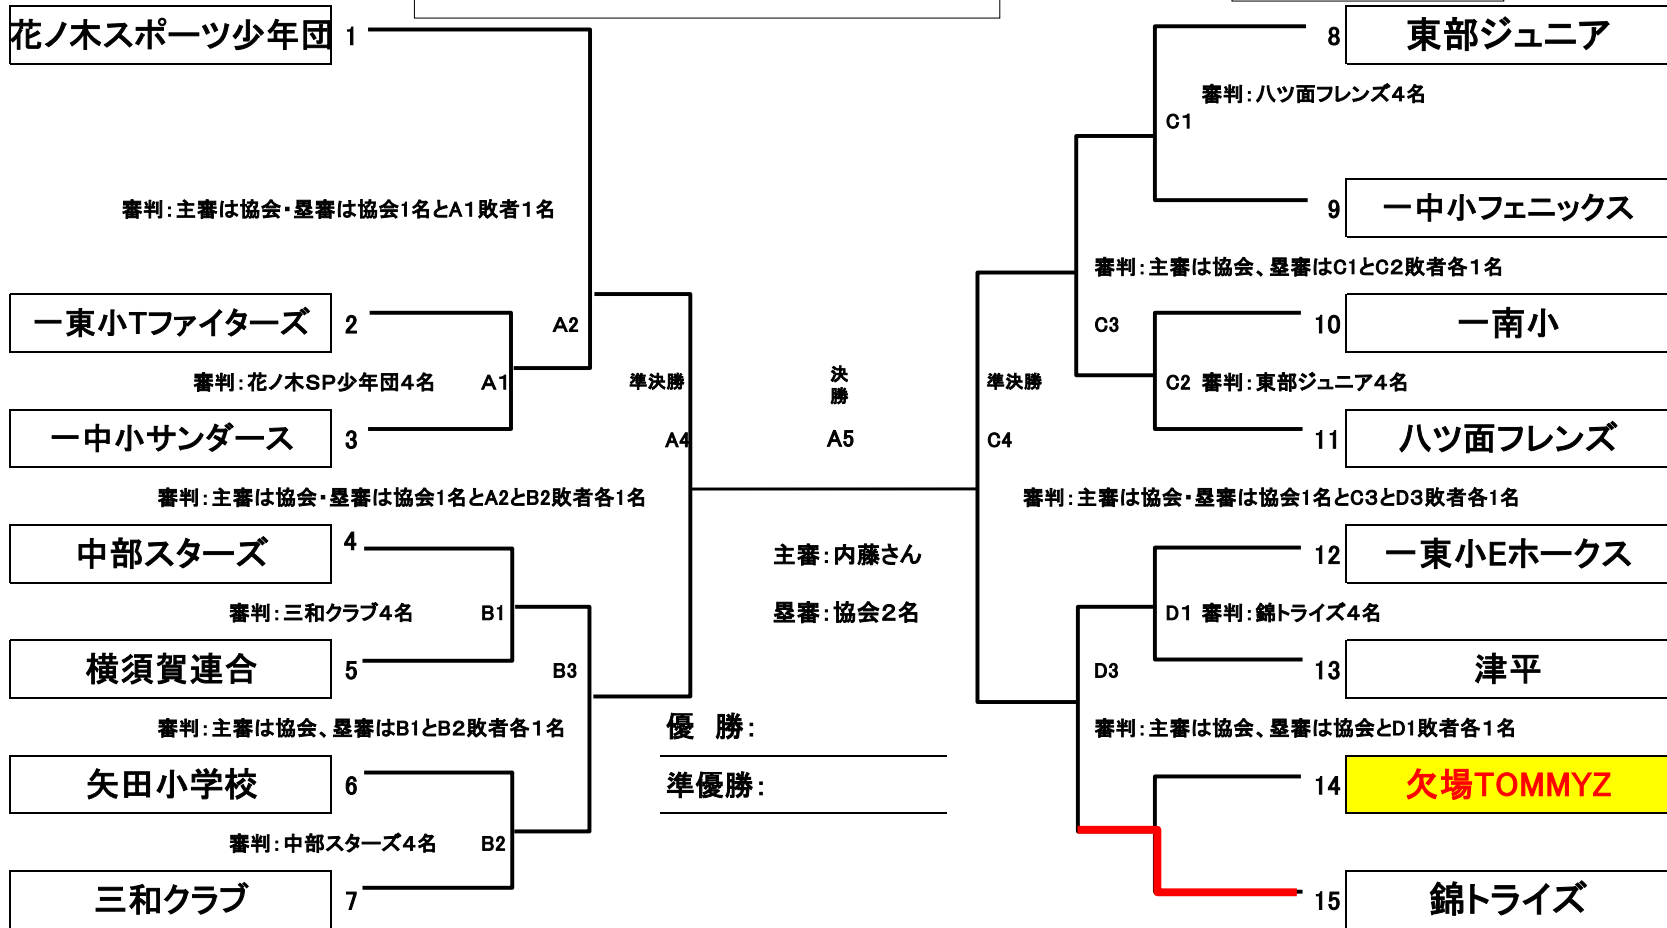 花ノ木スポーツ少年団 1
審判：主審は協会・塁審は協会1名とA1敗者1名
一東小Tファイターズ 2
A2
審判：花ノ木SP少年団4名 A1
準決勝
一中小サンダース 3
A4
審判：主審は協会・塁審は協会1名とA2とB2敗者各1名
中部スターズ 4
審判：三和クラブ4名 B1
横須賀連合 5
B3
審判：主審は協会、塁審はB1とB2敗者各1名
矢田小学校 6
審判：中部スターズ4名 B2
三和クラブ 7
決
勝
A5
主審：内藤さん
塁審：協会2名
優　勝：
準優勝：
8 東部ジュニア
審判：八ツ面フレンズ4名
C1
9 一中小フェニックス
審判：主審は協会、塁審はC1とC2敗者各1名
C3
10 一南小
準決勝
C2 審判：東部ジュニア4名
C4
11 八ツ面フレンズ
審判：主審は協会・塁審は協会1名とC3とD3敗者各1名
12 一東小Eホークス
D1 審判：錦トライズ4名
D3
13 津平
審判：主審は協会、塁審は協会とD1敗者各1名
14 欠場TOMMYZ
15 錦トライズ